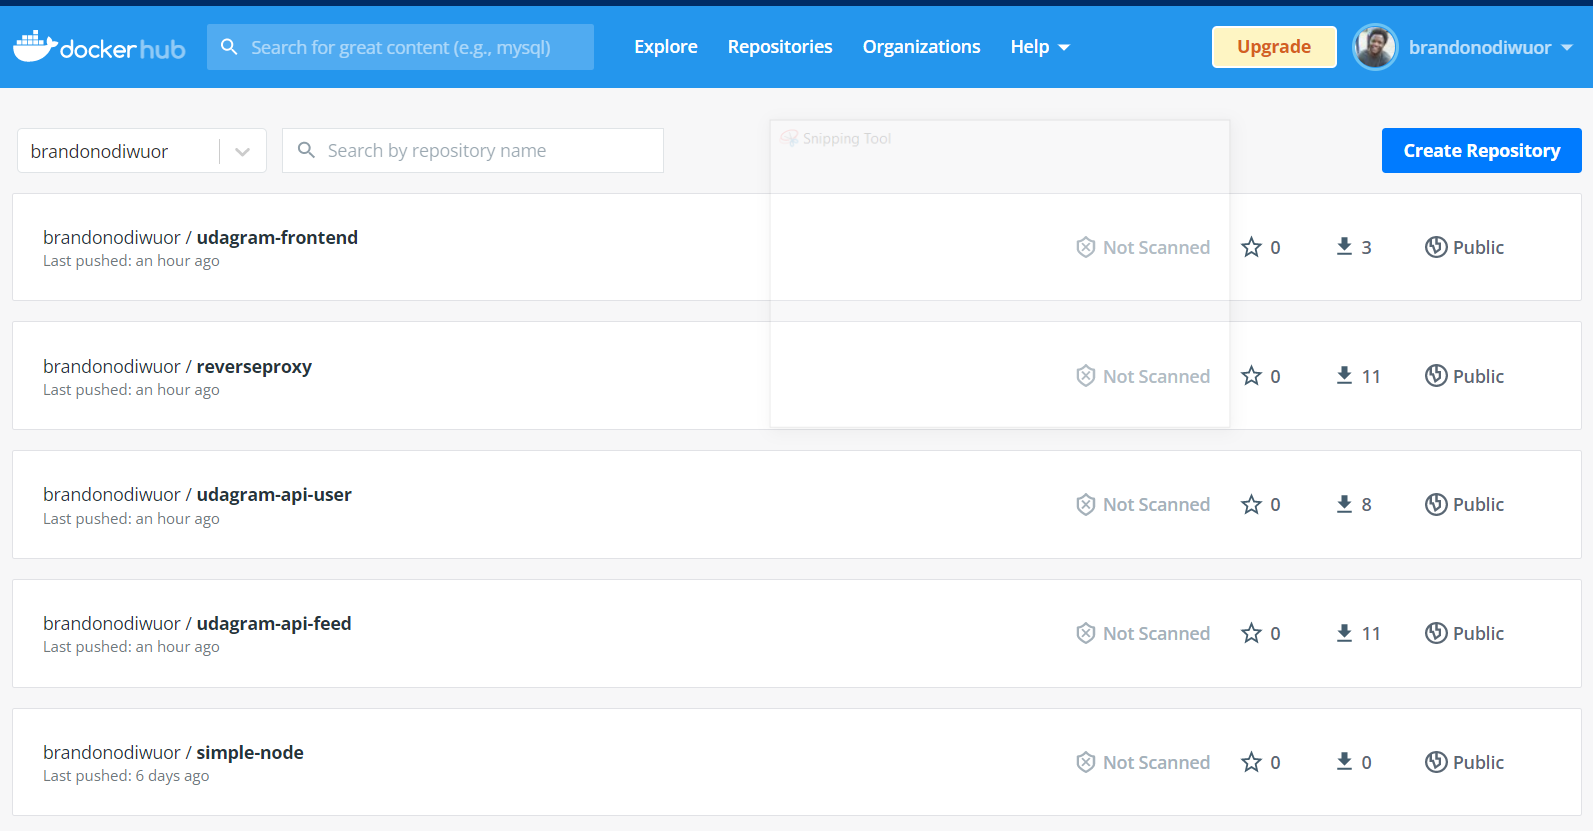 docker hub
Search for great content (e.g., mysql)
Explore
Repositories
Organizations
Help
Upgrade
brandonodiwuor
brandonodiwuor
Search by repository name
Snipping Tool
Create Repository
brandonodiwuor / udagram-frontend
Last pushed: an hour ago
Not Scanned
0
3
Public
brandonodiwuor / reverseproxy
Last pushed: an hour ago
Not Scanned
0
11
Public
brandonodiwuor / udagram-api-user
Last pushed: an hour ago
Not Scanned
0
8
Public
brandonodiwuor / udagram-api-feed
Last pushed: an hour ago
Not Scanned
0
11
Public
brandonodiwuor / simple-node
Last pushed: 6 days ago
Not Scanned
0
0
Public